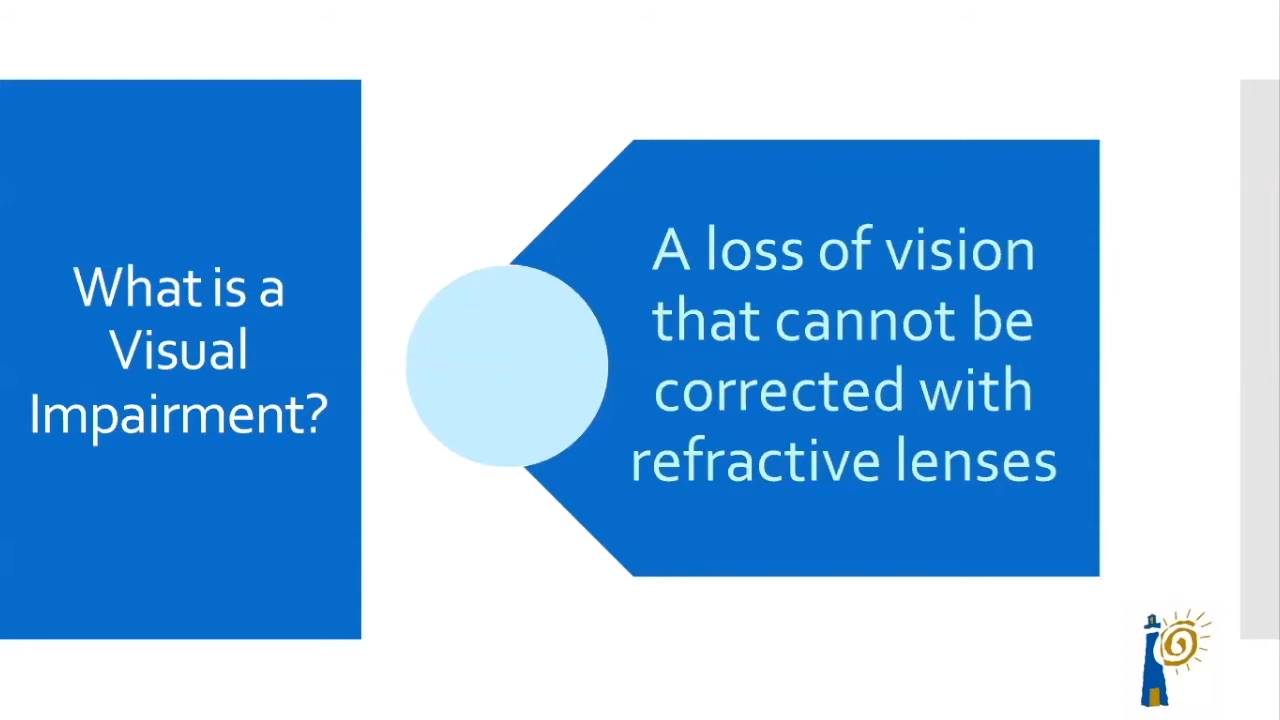 What is a
Visual
Impairment?
A loss of vision
that cannot be
corrected with
refractive lenses